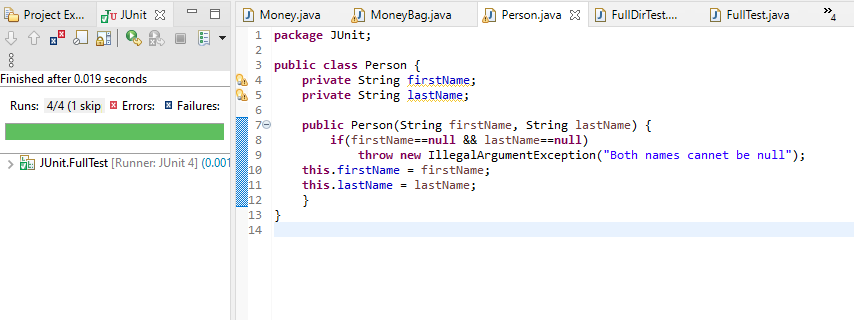 Project Ex... JUnit
Finished after 0.019 seconds
Runs: 4/4 (1 skip Errors: Failures:
JUnit.FullTest [Runner: JUnit 4] (0.001
Money.java MoneyBag.java Person.java FullDirTest.... FullTest.java »4
1 package JUnit;
2
3 public class Person {
4 private String firstName;
5 private String lastName;
6
7 public Person(String firstName, String lastName) {
8 if(firstName==null && lastName==null)
9 throw new IllegalArgumentException("Both names cannot be null");
10 this.firstName = firstName;
11 this.lastName = lastName;
12 }
13 }
14